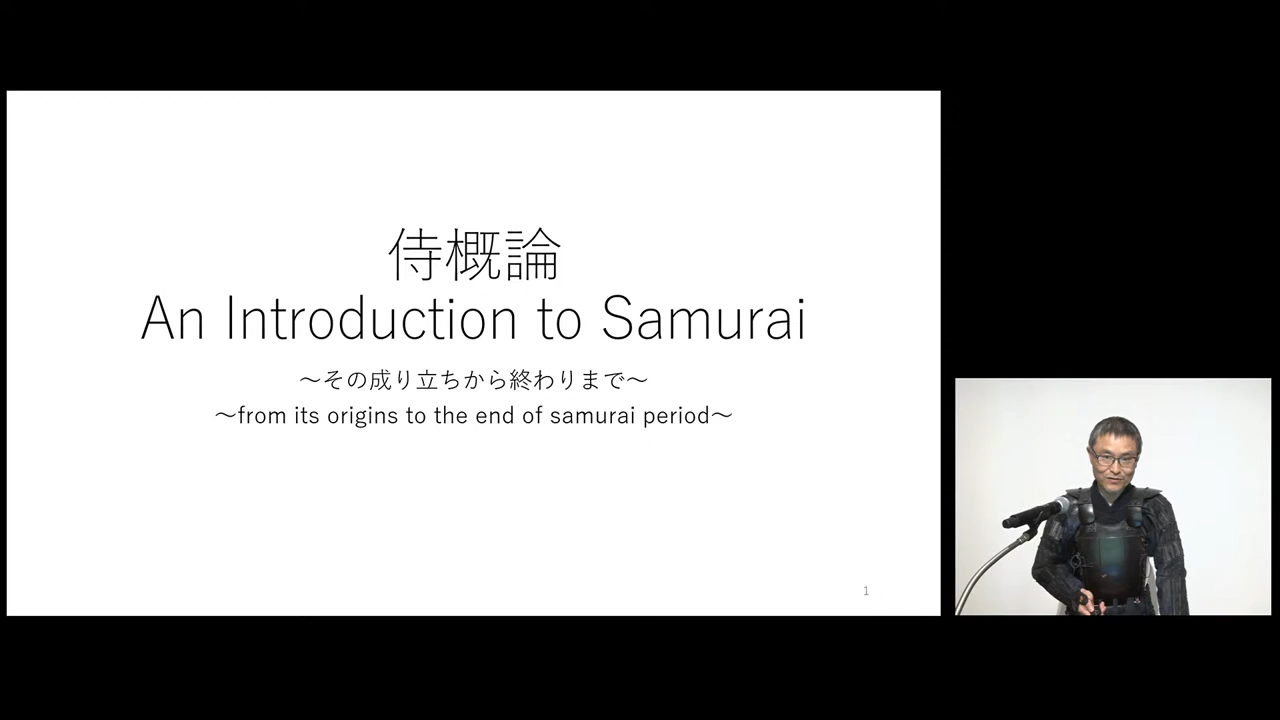 侍概論
An Introduction to Samurai
～その成り立ちから終わりまで～
～from its origins to the end of samurai period～
1